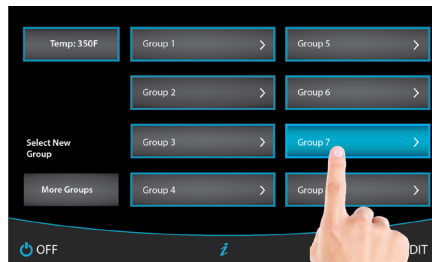 Temp: 350F
Group 1
Group 5
Group 2
Group 6
Select New
Group
Group 3
Group 7
More Groups
Group 4
Group
OFF
i
DIT